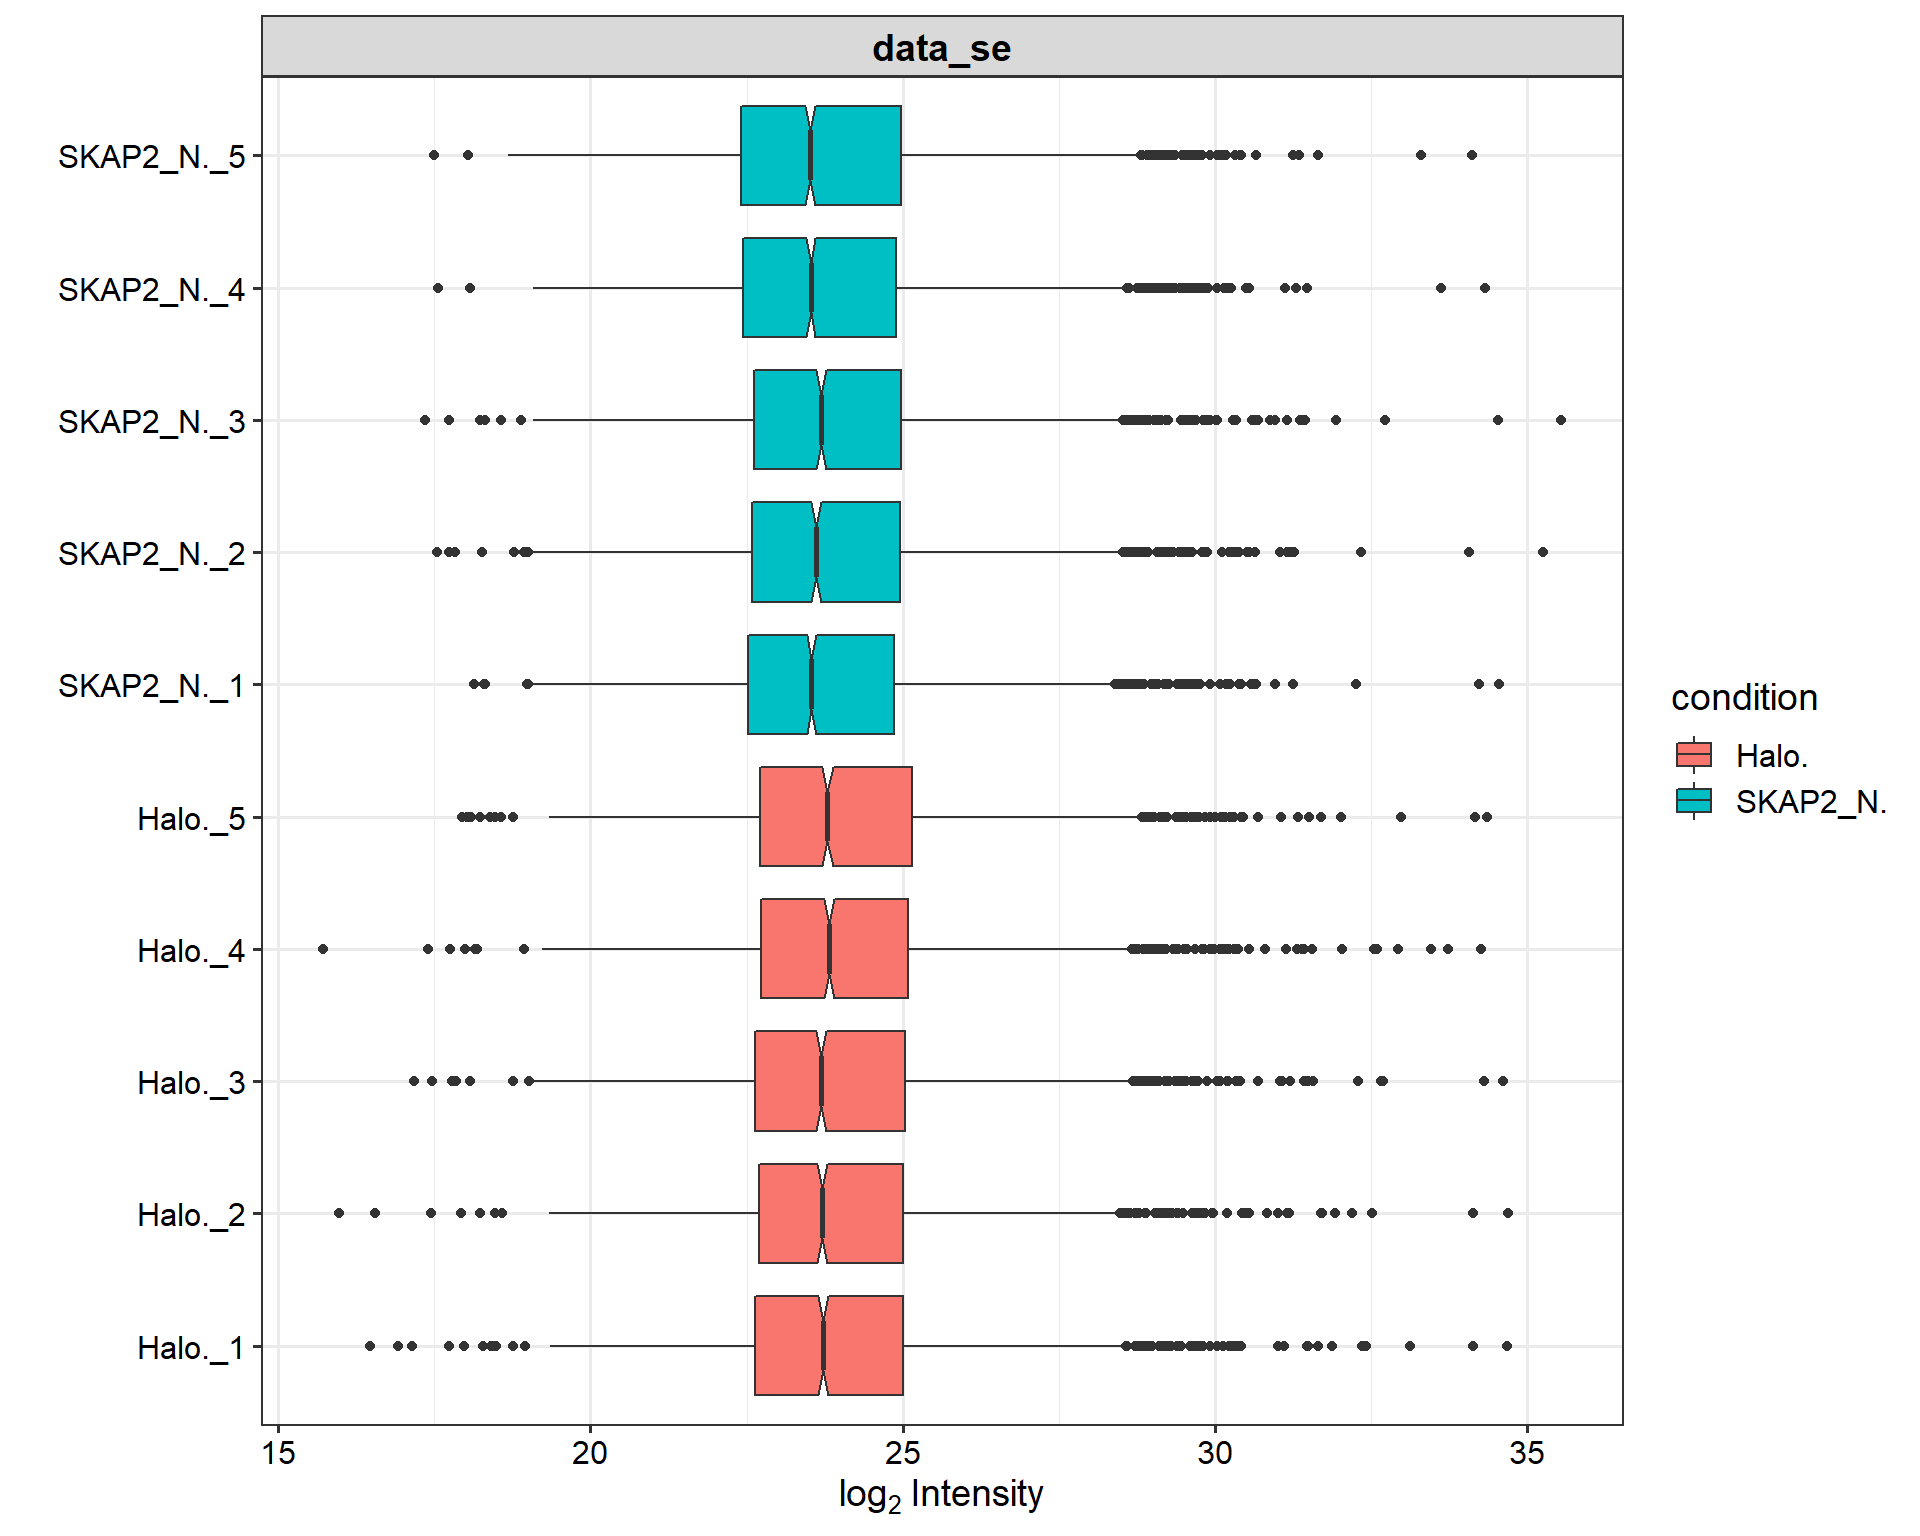 data_se
SKAP2_N._5
SKAP2_N._4
SKAP2_N._3
SKAP2_N._2
SKAP2_N._1
Halo._5
Halo._4
Halo._3
Halo._2
Halo._1
15 20 25 30 35
log2 Intensity
condition
Halo.
SKAP2_N.